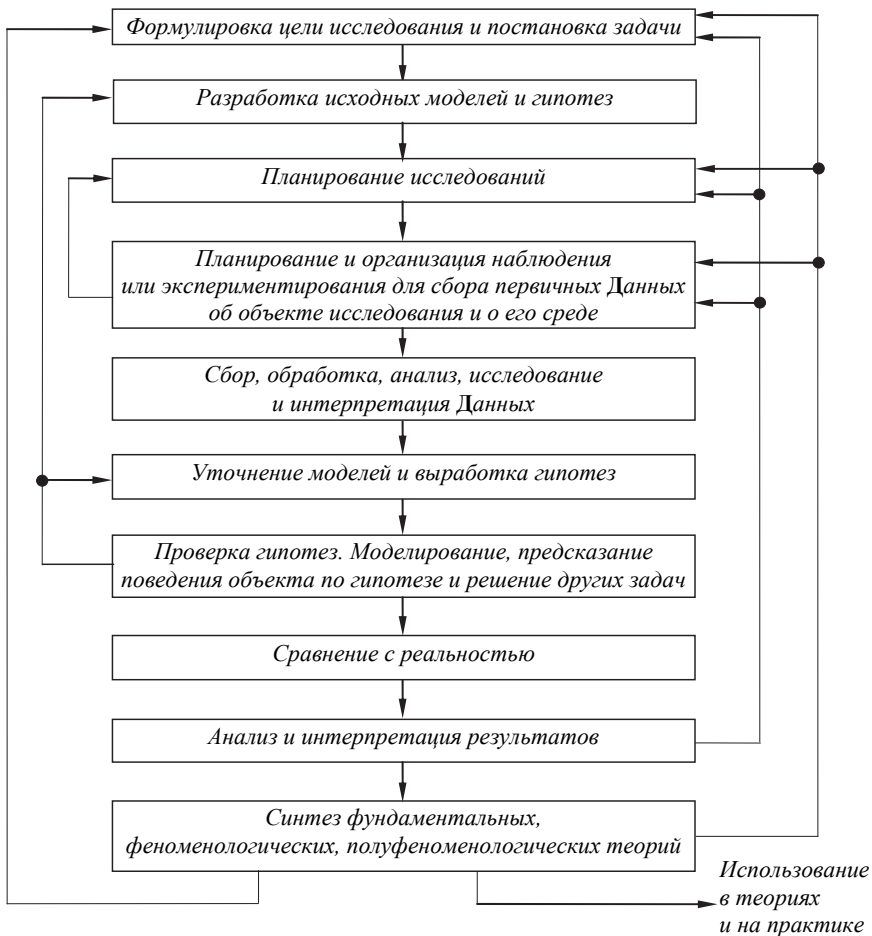 Формулировка цели исследования и постановка задачи
Разработка исходных моделей и гипотез
Планирование исследований
Планирование и организация наблюдения
или экспериментирования для сбора первичных Данных
об объекте исследования и о его среде
Сбор, обработка, анализ, исследование
и интерпретация Данных
Уточнение моделей и выработка гипотез
Проверка гипотез. Моделирование, предсказание
поведения объекта по гипотезе и решение других задач
Сравнение с реальностью
Анализ и интерпретация результатов
Синтез фундаментальных,
феноменологических, полуфеноменологических теорий
Использование
в теориях
и на практике